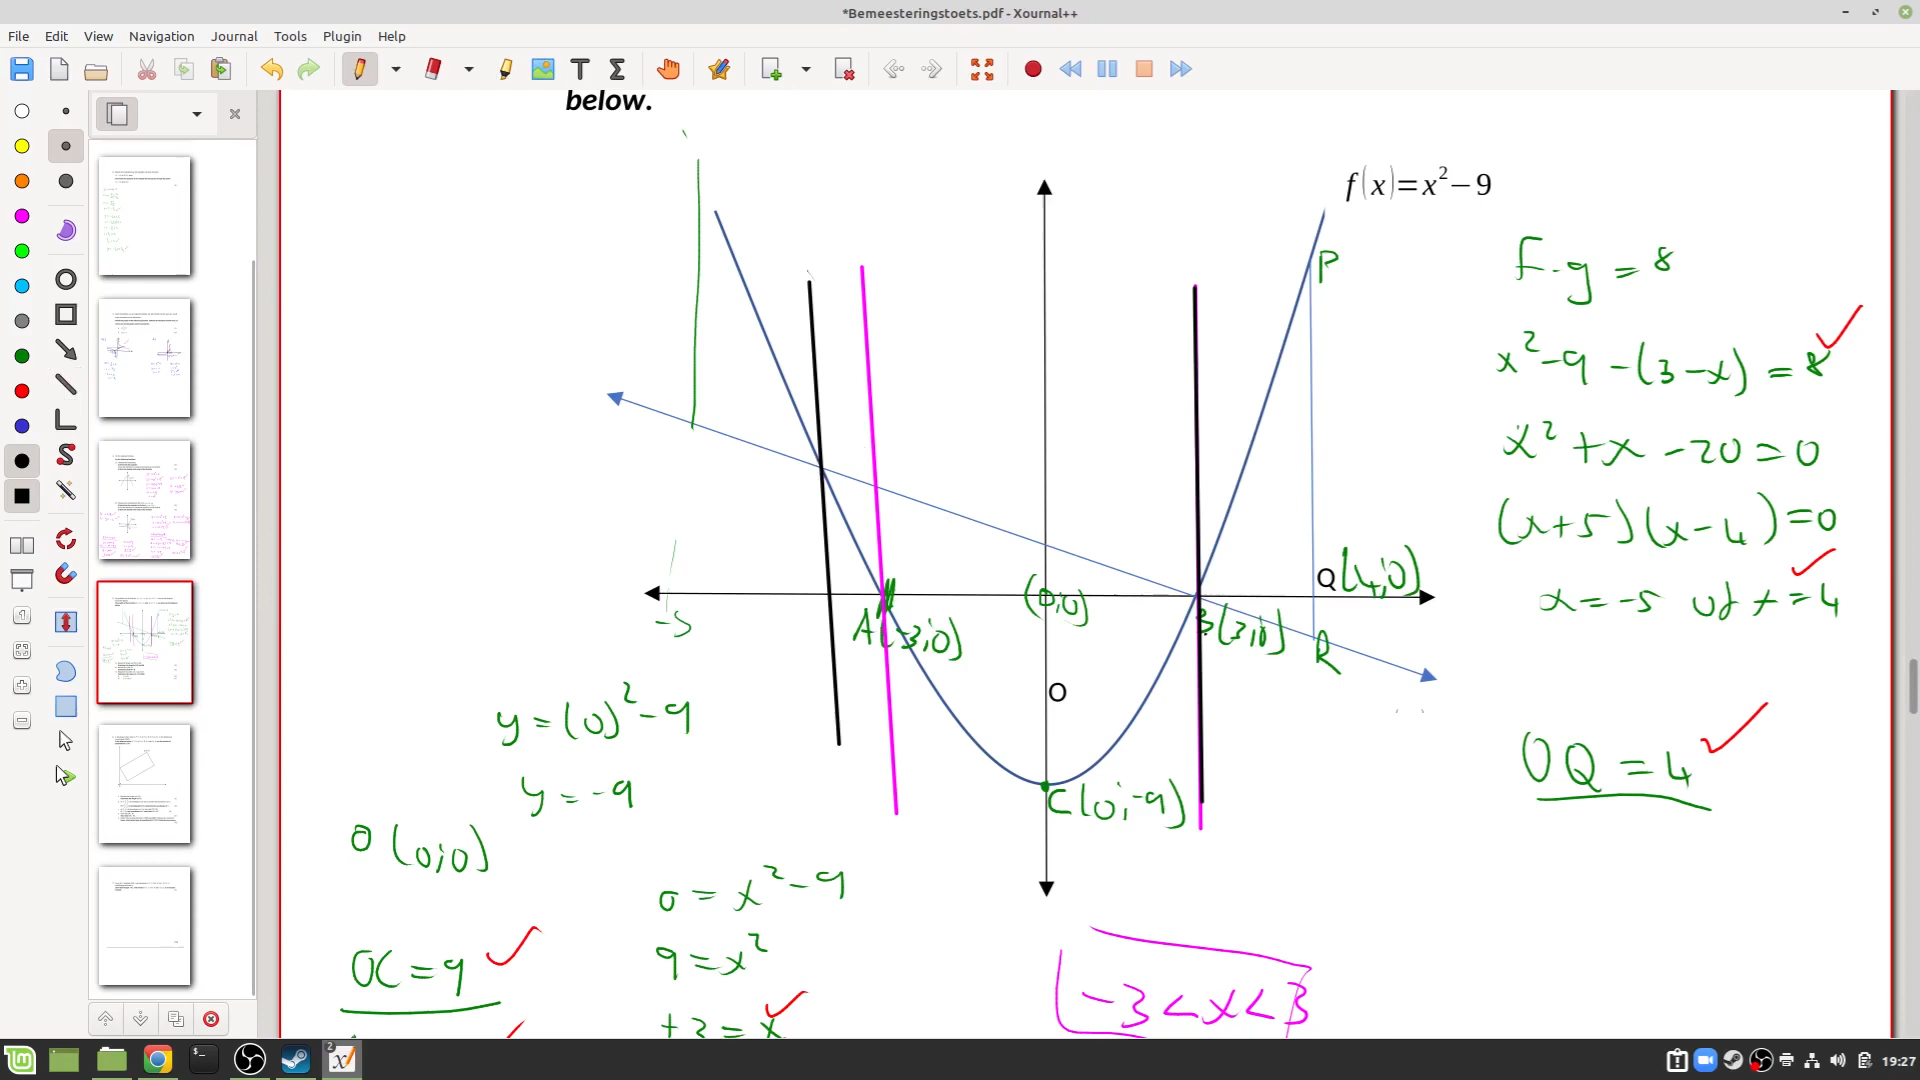 *Bemeesteringstoets.pdf - Xournal++
File Edit View Navigation Journal Tools Plugin Help
below.
f(x)=x²−9
P
F-g = 8
x²-9 -(3-x) = 8
x² +x -20=0
(x+5)(x-4)=0
x=-5 of x=4
Q(4;0)
(0;0)
-5
A(-3;0)
B(3;0)
R
O
y=(0)²-9
y=-9
C(0;-9)
OQ=4
O(0;0)
0 = x²-9
OC=9
9=x²
-3<x<3
19:27